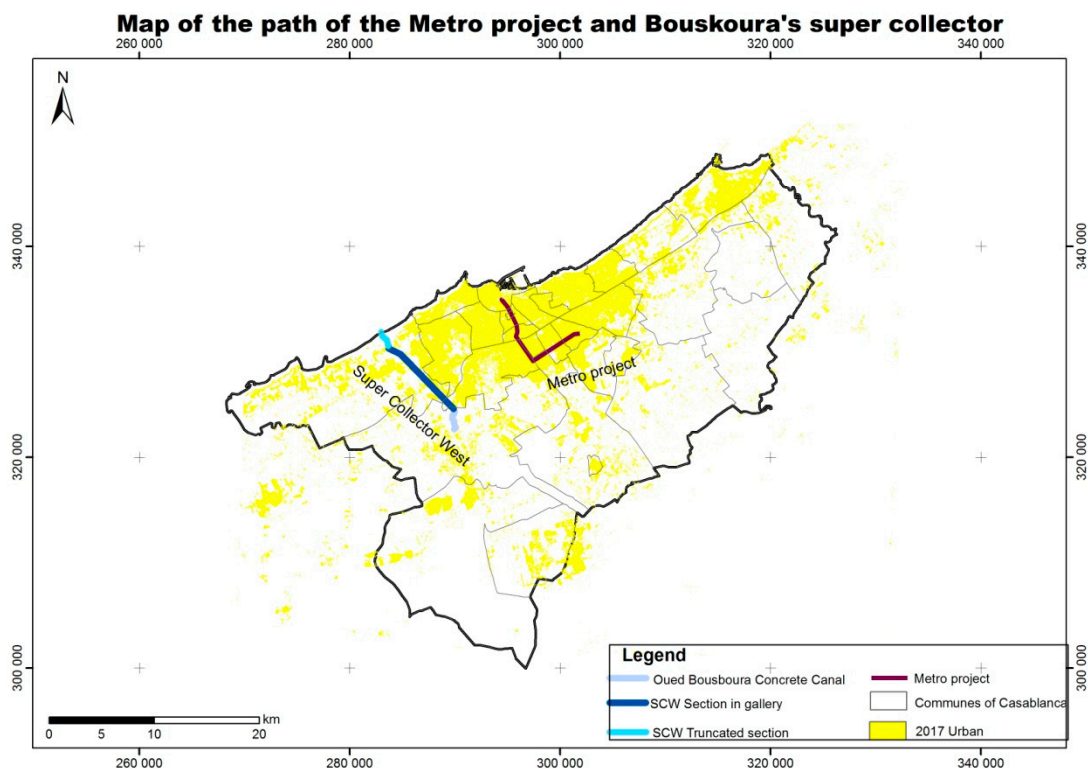 Map of the path of the Metro project and Bouskoura's super collector
260 000 280 000 300 000 320 000 340 000
N
340 000 340 000
Metro project
Super Collector West
320 000 320 000
300 000 300 000
Legend
Oued Bousboura Concrete Canal Metro project
SCW Section in gallery Communes of Casablanca
SCW Truncated section 2017 Urban
km
0 5 10 20
260 000 280 000 300 000 320 000 340 000